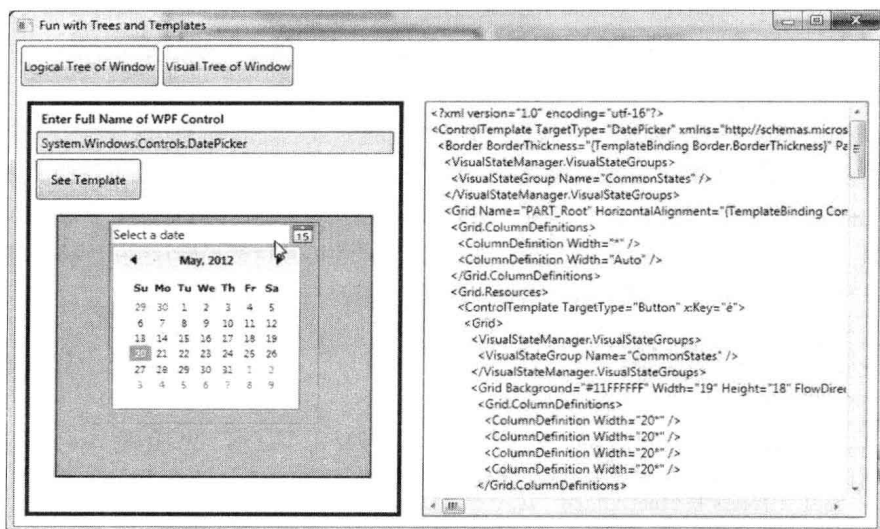 Fun with Trees and Templates
Logical Tree of Window Visual Tree of Window
Enter Full Name of WPF Control
System.Windows.Controls.DatePicker
See Template
Select a date 15
May, 2012
Su Mo Tu We Th Fr Sa
29 30 1 2 3 4 5
6 7 8 9 10 11 12
13 14 15 16 17 18 19
20 21 22 23 24 25 26
27 28 29 30 31 1 2
3 4 5 6 7 8 9
<?xml version="1.0" encoding="utf-16"?>
<ControlTemplate TargetType="DatePicker" xmlns="http://schemas.micros
<Border BorderThickness="{TemplateBinding Border.BorderThickness}" Pa
<VisualStateManager.VisualStateGroups>
<VisualStateGroup Name="CommonStates" />
</VisualStateManager.VisualStateGroups>
<Grid Name="PART_Root" HorizontalAlignment="{TemplateBinding Con
<Grid.ColumnDefinitions>
<ColumnDefinition Width="*" />
<ColumnDefinition Width="Auto" />
</Grid.ColumnDefinitions>
<Grid.Resources>
<ControlTemplate TargetType="Button" x:Key="é">
<Grid>
<VisualStateManager.VisualStateGroups>
<VisualStateGroup Name="CommonStates" />
</VisualStateManager.VisualStateGroups>
<Grid Background="#11FFFFFF" Width="19" Height="18" FlowDirec
<Grid.ColumnDefinitions>
<ColumnDefinition Width="20*" />
<ColumnDefinition Width="20*" />
<ColumnDefinition Width="20*" />
<ColumnDefinition Width="20*" />
</Grid.ColumnDefinitions>